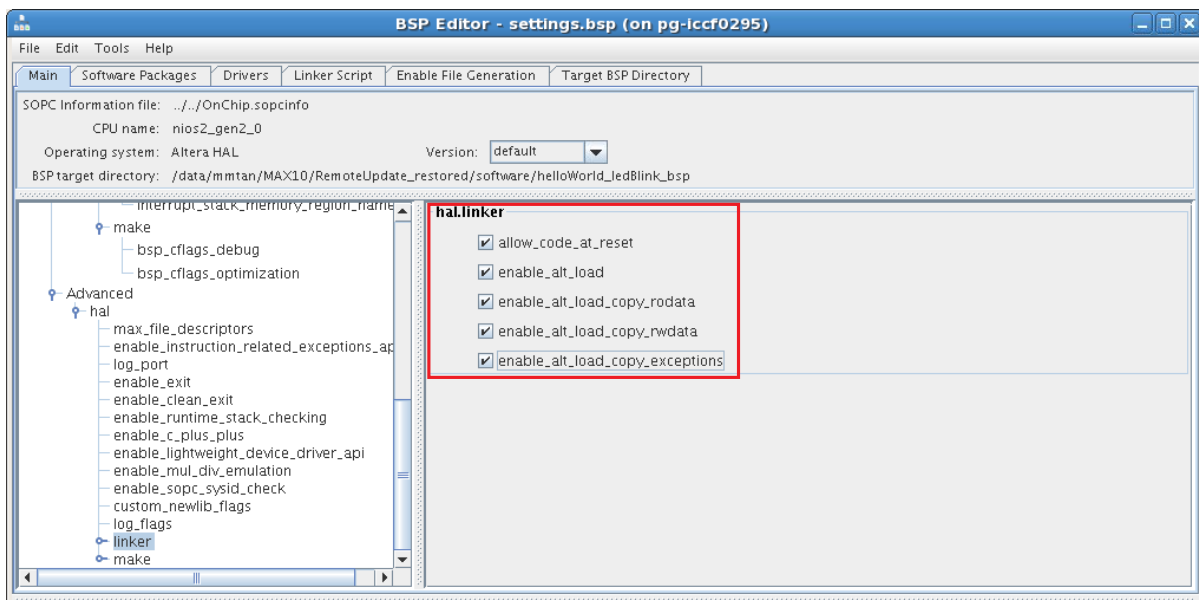 BSP Editor - settings.bsp (on pg-iccf0295)
File Edit Tools Help
Main Software Packages Drivers Linker Script Enable File Generation Target BSP Directory
SOPC Information file: ../../OnChip.sopcinfo
CPU name: nios2_gen2_0
Operating system: Altera HAL Version: default
BSP target directory: /data/mmtan/MAX10/RemoteUpdate_restored/software/helloWorld_ledBlink_bsp
interrupt_stack_memory_region_name
make
bsp_cflags_debug
bsp_cflags_optimization
Advanced
hal
max_file_descriptors
enable_instruction_related_exceptions_ap
log_port
enable_exit
enable_clean_exit
enable_runtime_stack_checking
enable_c_plus_plus
enable_lightweight_device_driver_api
enable_mul_div_emulation
enable_sopc_sysid_check
custom_newlib_flags
log_flags
linker
make
hal.linker
allow_code_at_reset
enable_alt_load
enable_alt_load_copy_rodata
enable_alt_load_copy_rwdata
enable_alt_load_copy_exceptions